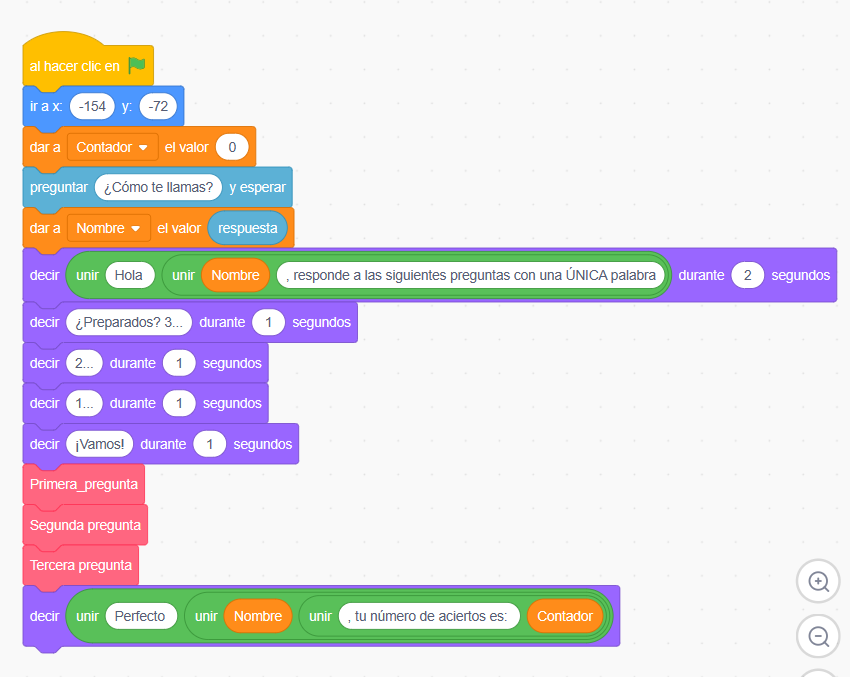 al hacer clic en
ir a x: -154 y: -72
dar a Contador el valor 0
preguntar ¿Cómo te llamas? y esperar
dar a Nombre el valor respuesta
decir unir Hola unir Nombre , responde a las siguientes preguntas con una ÚNICA palabra durante 2 segundos
decir ¿Preparados? 3... durante 1 segundos
decir 2... durante 1 segundos
decir 1... durante 1 segundos
decir ¡Vamos! durante 1 segundos
Primera_pregunta
Segunda pregunta
Tercera pregunta
decir unir Perfecto unir Nombre unir , tu número de aciertos es: Contador